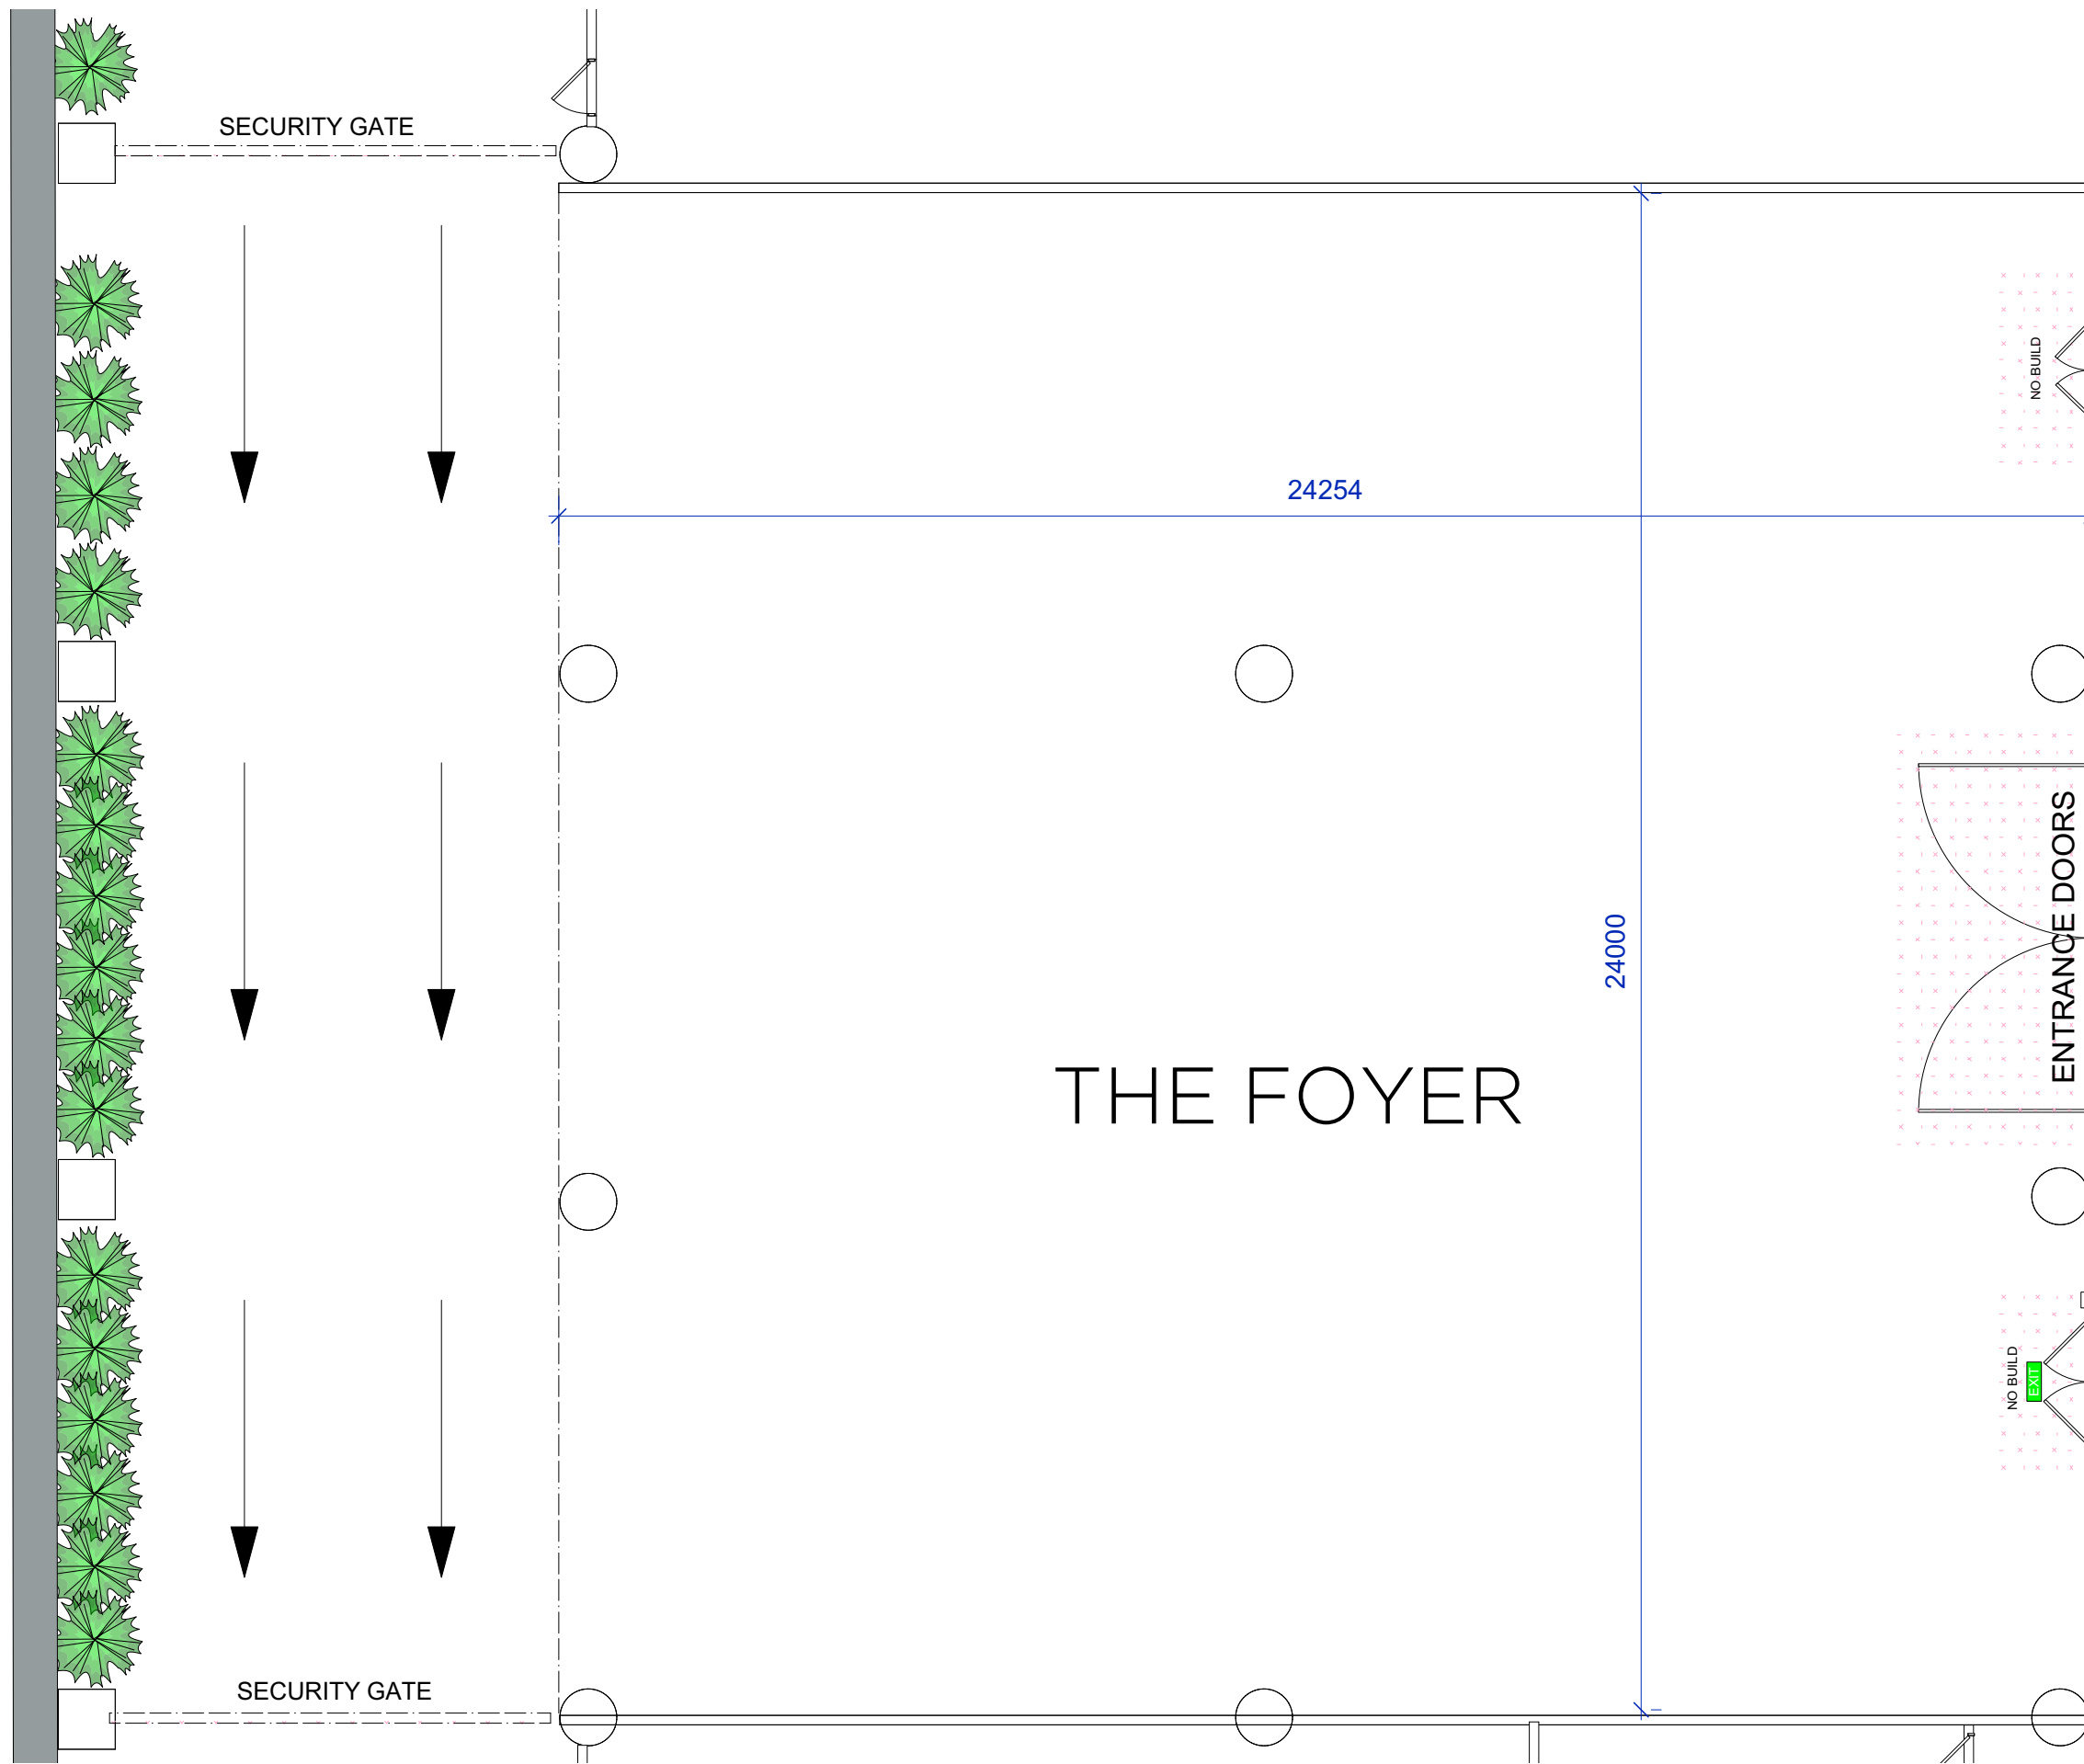 SECURITY GATE
NO BUILD
24254
ENTRANCE DOORS
24000
THE FOYER
NO BUILD
EXIT
SECURITY GATE